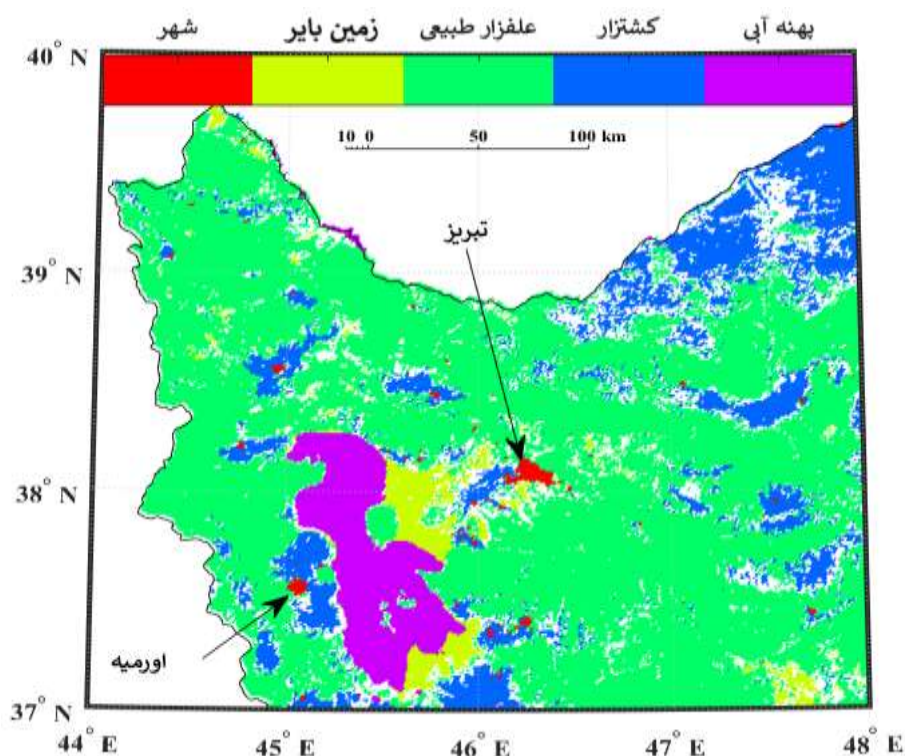 شهر زمین بایر علفزار طبیعی کشتزار پهنه آبی
40° N
10 0 50 100 km
تبریز
39° N
38° N
اورمیه
37° N
44° E 45° E 46° E 47° E 48° E